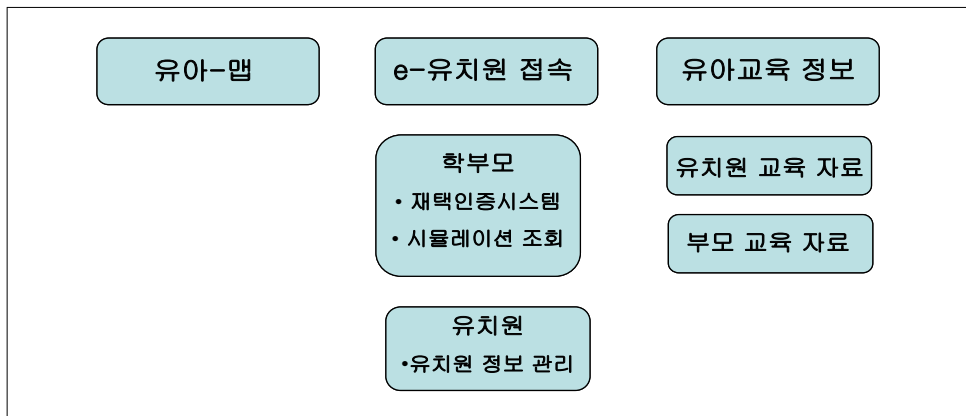 유아-맵
e-유치원 접속
유아교육 정보
학부모
• 재택인증시스템
• 시뮬레이션 조회
유치원
•유치원 정보 관리
유치원 교육 자료
부모 교육 자료